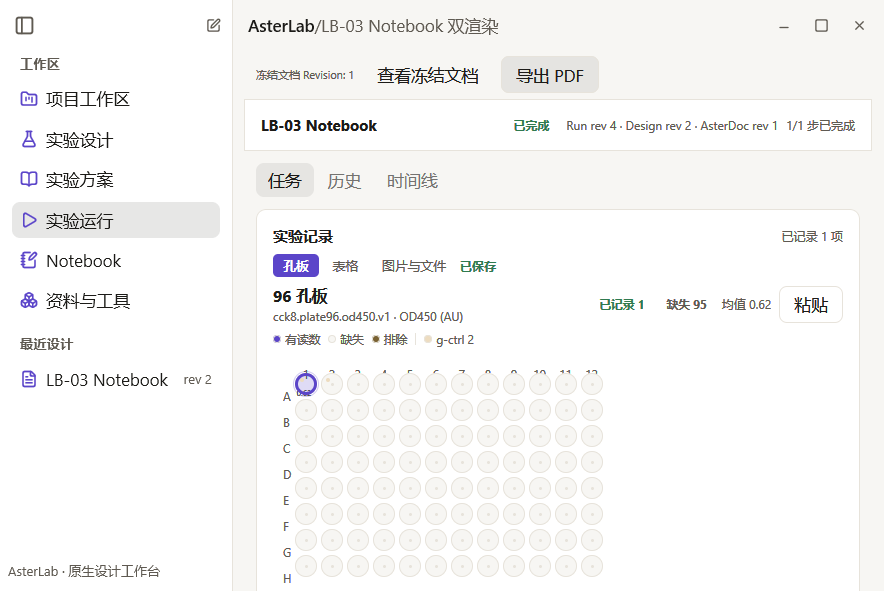 AsterLab/LB-03 Notebook 双渲染
工作区
项目工作区
实验设计
实验方案
实验运行
Notebook
资料与工具
最近设计
LB-03 Notebook rev 2
AsterLab · 原生设计工作台
冻结文档 Revision: 1 查看冻结文档 导出 PDF
LB-03 Notebook 已完成 Run rev 4 · Design rev 2 · AsterDoc rev 1 1/1 步已完成
任务 历史 时间线
实验记录 已记录 1 项
孔板 表格 图片与文件 已保存
96 孔板 已记录 1 缺失 95 均值 0.62 粘贴
cck8.plate96.od450.v1 · OD450 (AU)
有读数 缺失 排除 g-ctrl 2
1 2 3 4 5 6 7 8 9 10 11 12
A
B
C
D
E
F
G
H